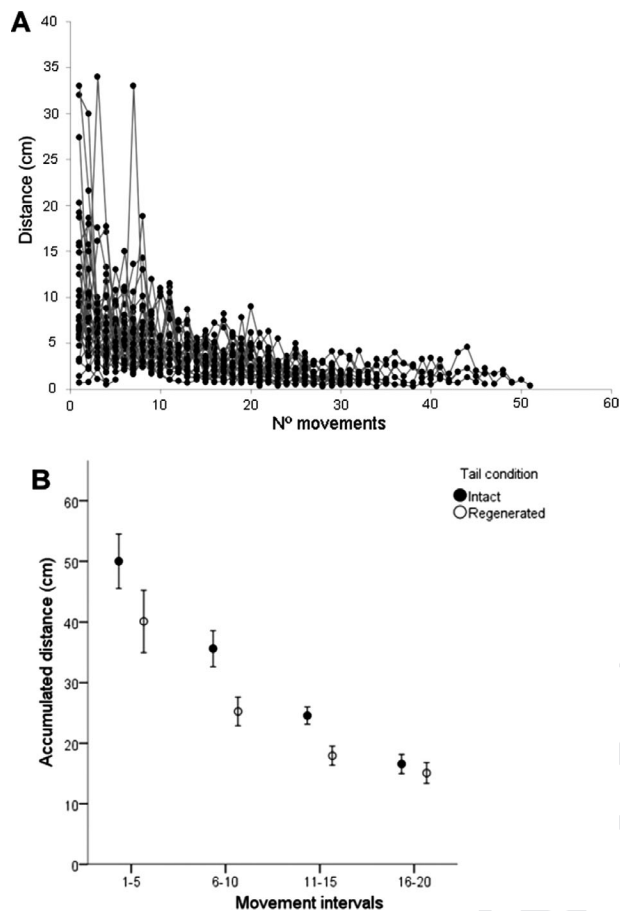 A
40
35
30
25
20
15
10
5
0
Distance (cm)
0 10 20 30 40 50 60
Nº movements
B
Tail condition
Intact
Regenerated
60
50
40
30
20
10
0
Accumulated distance (cm)
1-5 6-10 11-15 16-20
Movement intervals